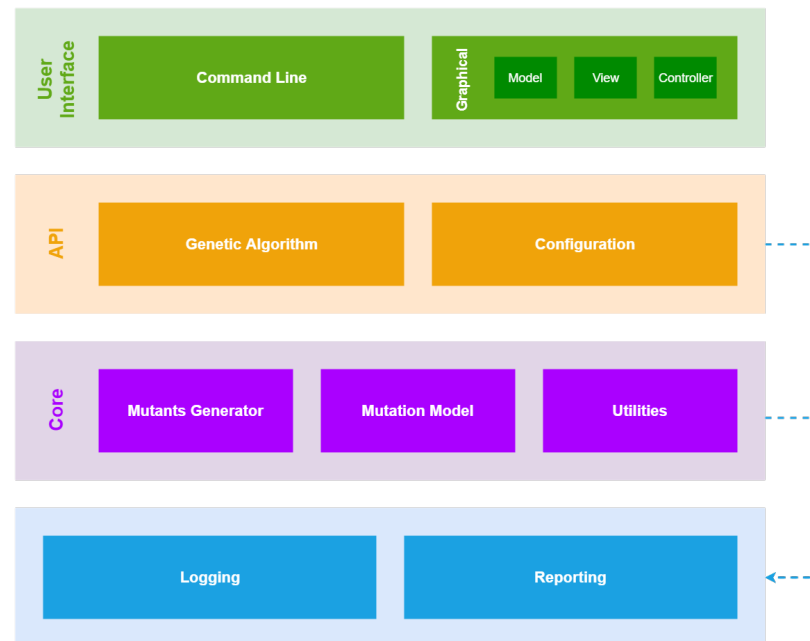 User
Interface
Command Line
Graphical
Model
View
Controller
API
Genetic Algorithm
Configuration
Core
Mutants Generator
Mutation Model
Utilities
Logging
Reporting